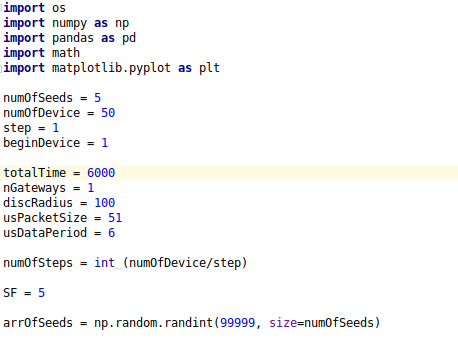 import os
import numpy as np
import pandas as pd
import math
import matplotlib.pyplot as plt
numOfSeeds = 5
numOfDevice = 50
step = 1
beginDevice = 1
totalTime = 6000
nGateways = 1
discRadius = 100
usPacketSize = 51
usDataPeriod = 6
numOfSteps = int (numOfDevice/step)
SF = 5
arrOfSeeds = np.random.randint(99999, size=numOfSeeds)